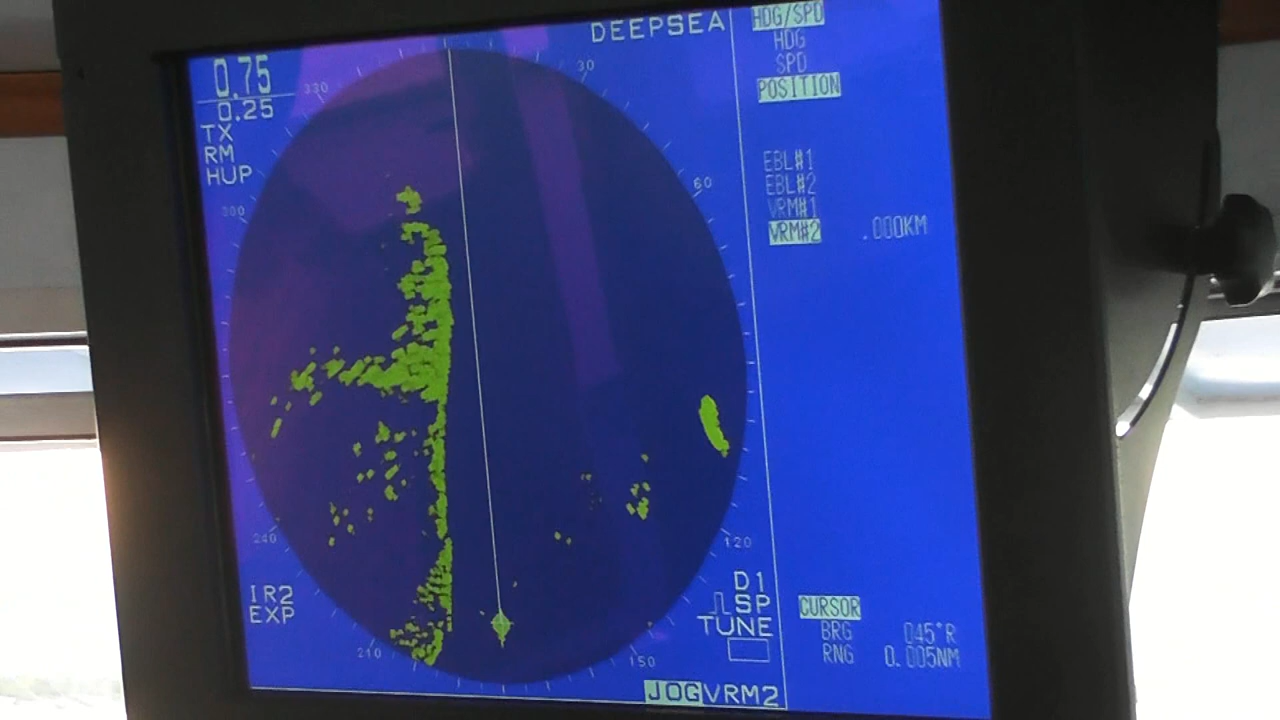 DEEPSEA
0.75
0.25
TX
RM
HUP
330
30
300
60
240
120
210
150
IR2
EXP
D1
SP
TUNE
JOG VRM2
HDG/SPD
HDG
SPD
POSITION
EBL#1
EBL#2
VRM#1
VRM#2 .000KM
CURSOR
BRG 045°R
RNG 0.005NM